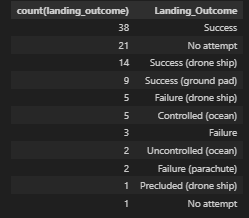 count(landing_outcome) Landing_Outcome
38 Success
21 No attempt
14 Success (drone ship)
9 Success (ground pad)
5 Failure (drone ship)
5 Controlled (ocean)
3 Failure
2 Uncontrolled (ocean)
2 Failure (parachute)
1 Precluded (drone ship)
1 No attempt